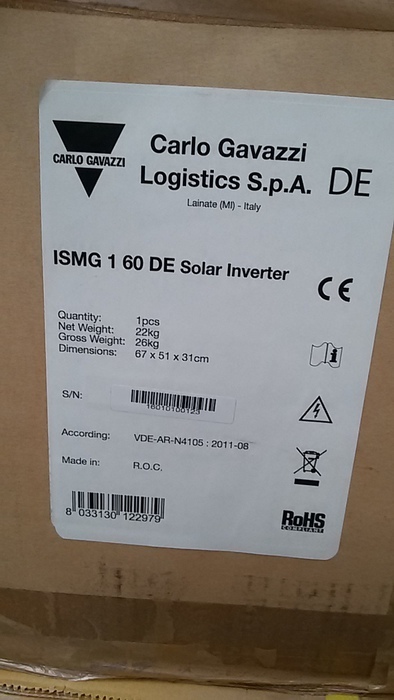 CARLO GAVAZZI
Carlo Gavazzi
Logistics S.p.A. DE
Lainate (MI) - Italy
ISMG 1 60 DE Solar Inverter
CE
Quantity: 1pcs
Net Weight: 22kg
Gross Weight: 26kg
Dimensions: 67 x 51 x 31cm
S/N:
16010100123
According: VDE-AR-N4105 : 2011-08
Made in: R.O.C.
8 033130 122979
RoHS
COMPLIANT